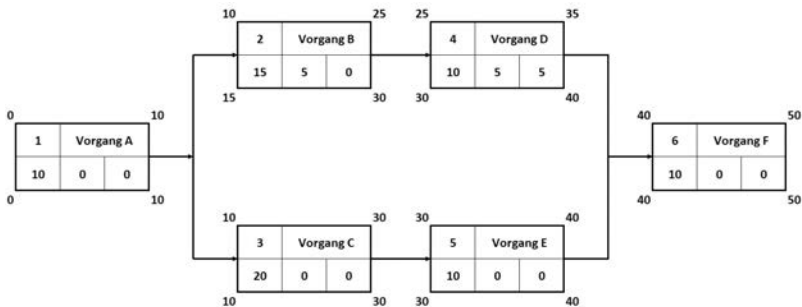 10 25 25 35
2 Vorgang B 4 Vorgang D
15 5 0 10 5 5
15 30 30 40
0 10 40 50
1 Vorgang A 6 Vorgang F
10 0 0 10 0 0
0 10 40 50
10 30 30 40
3 Vorgang C 5 Vorgang E
20 0 0 10 0 0
10 30 30 40